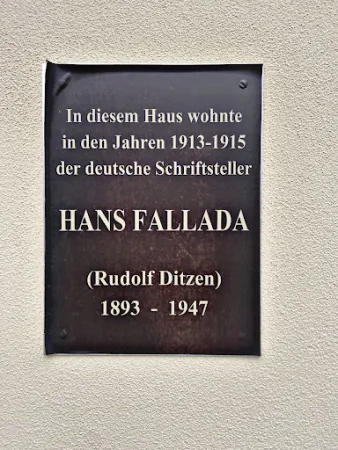 In diesem Haus wohnte
in den Jahren 1913-1915
der deutsche Schriftsteller
HANS FALLADA
(Rudolf Ditzen)
1893 - 1947